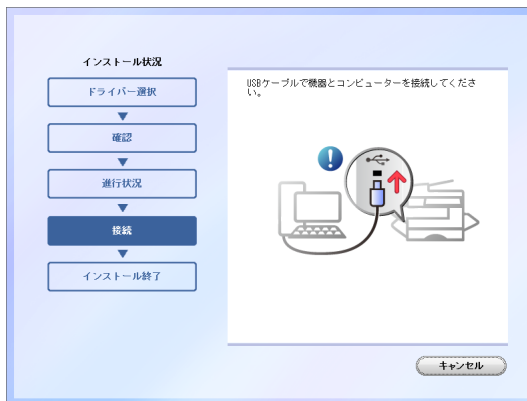 インストール状況
ドライバー選択
確認
進行状況
接続
インストール終了
USBケーブルで機器とコンピューターを接続してくださ
い。
キャンセル